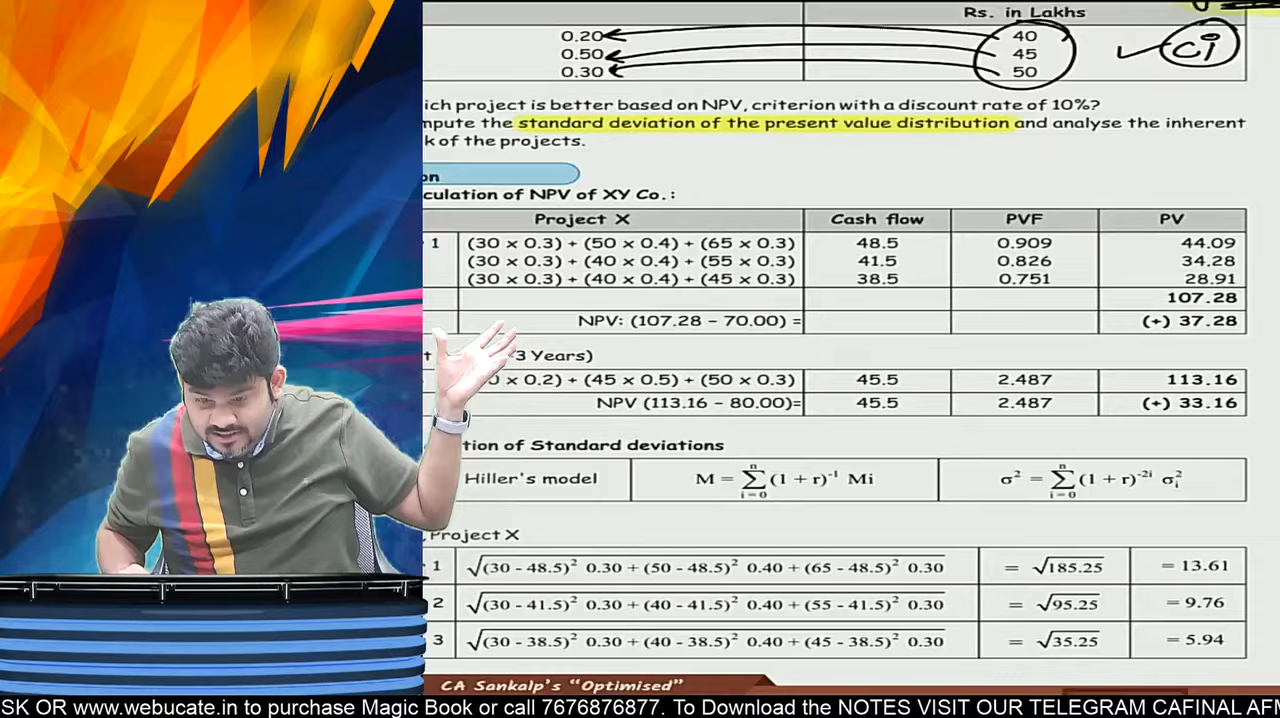 Rs. in Lakhs
0.20 40
0.50 45 Ci
0.30 50
ich project is better based on NPV, criterion with a discount rate of 10%?
mpute the standard deviation of the present value distribution and analyse the inherent
k of the projects.
on
culation of NPV of XY Co.:
Project X Cash flow PVF PV
1 (30 x 0.3) + (50 x 0.4) + (65 x 0.3) 48.5 0.909 44.09
(30 x 0.3) + (40 x 0.4) + (55 x 0.3) 41.5 0.826 34.28
(30 x 0.3) + (40 x 0.4) + (45 x 0.3) 38.5 0.751 28.91
107.28
NPV: (107.28 – 70.00) = (+) 37.28
t 3 Years)
0 x 0.2) + (45 x 0.5) + (50 x 0.3) 45.5 2.487 113.16
NPV (113.16 – 80.00)= 45.5 2.487 (+) 33.16
tion of Standard deviations
Hiller's model M = n∑i=0 (1 + r)⁻¹ Mi σ² = n∑i=0 (1 + r)⁻²ⁱ σᵢ²
, Project X
1 √(30 - 48.5)² 0.30 + (50 - 48.5)² 0.40 + (65 - 48.5)² 0.30 = √185.25 = 13.61
2 √(30 - 41.5)² 0.30 + (40 - 41.5)² 0.40 + (55 - 41.5)² 0.30 = √95.25 = 9.76
3 √(30 - 38.5)² 0.30 + (40 - 38.5)² 0.40 + (45 - 38.5)² 0.30 = √35.25 = 5.94
CA Sankalp's "Optimised"
SK OR www.webucate.in to purchase Magic Book or call 7676876877. To Download the NOTES VISIT OUR TELEGRAM CAFINAL AFM